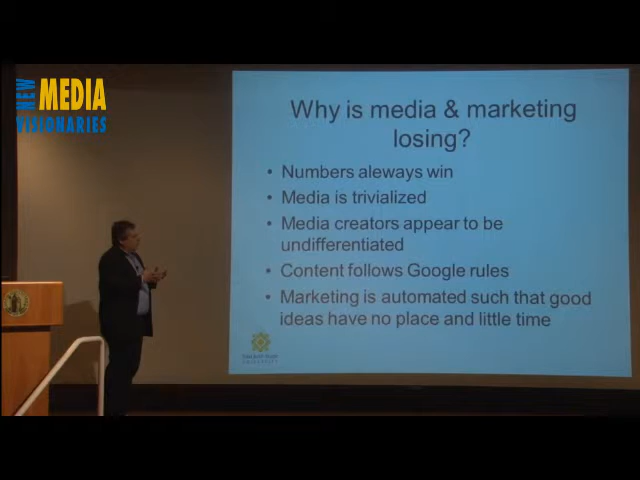 NEW MEDIA
VISIONARIES
Why is media & marketing
losing?
• Numbers aleways win
• Media is trivialized
• Media creators appear to be
undifferentiated
• Content follows Google rules
• Marketing is automated such that good
ideas have no place and little time